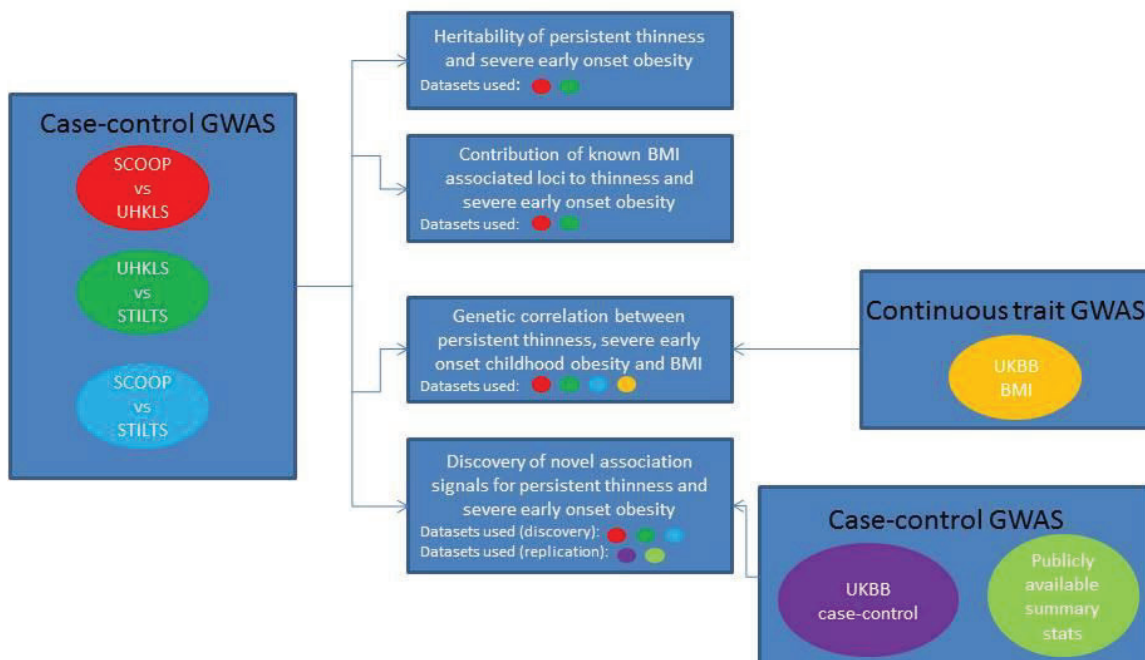 Case-control GWAS
SCOOP
vs
UHKLS
UHKLS
vs
STILTS
SCOOP
vs
STILTS
Heritability of persistent thinness
and severe early onset obesity
Datasets used:
Contribution of known BMI
associated loci to thinness and
severe early onset obesity
Datasets used:
Genetic correlation between
persistent thinness, severe early
onset childhood obesity and BMI
Datasets used:
Discovery of novel association
signals for persistent thinness and
severe early onset obesity
Datasets used (discovery):
Datasets used (replication):
Continuous trait GWAS
UKBB
BMI
Case-control GWAS
UKBB
case-control
Publicly
available
summary
stats